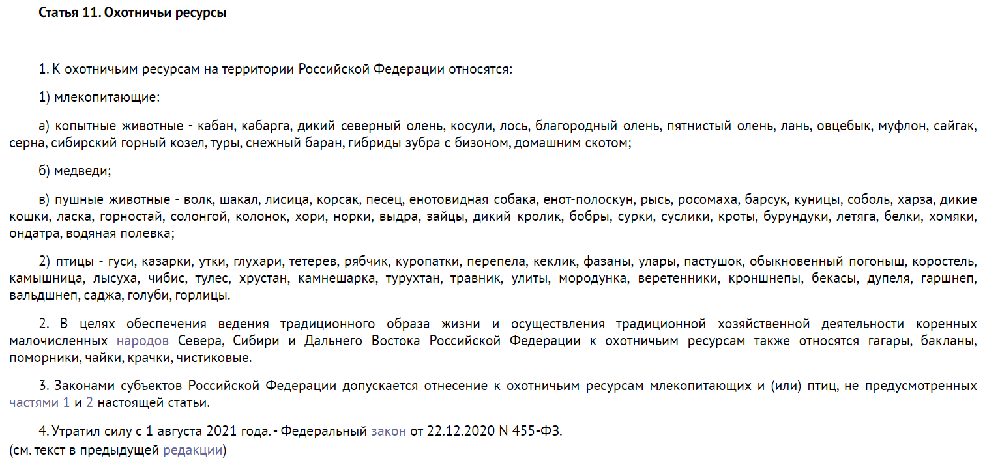 Статья 11. Охотничьи ресурсы
1. К охотничьим ресурсам на территории Российской Федерации относятся:
1) млекопитающие:
а) копытные животные - кабан, кабарга, дикий северный олень, косули, лось, благородный олень, пятнистый олень, лань, овцебык, муфлон, сайгак,
серна, сибирский горный козел, туры, снежный баран, гибриды зубра с бизоном, домашним скотом;
б) медведи;
в) пушные животные - волк, шакал, лисица, корсак, песец, енотовидная собака, енот-полоскун, рысь, росомаха, барсук, куницы, соболь, харза, дикие
кошки, ласка, горностай, солонгой, колонок, хори, норки, выдра, зайцы, дикий кролик, бобры, сурки, суслики, кроты, бурундуки, летяга, белки, хомяки,
ондатра, водяная полевка;
2) птицы - гуси, казарки, утки, глухари, тетерев, рябчик, куропатки, перепела, кеклик, фазаны, улары, пастушок, обыкновенный погоныш, коростель,
камышница, лысуха, чибис, тулес, хрустан, камнешарка, турухтан, травник, улиты, мородунка, веретенники, кроншнепы, бекасы, дупеля, гаршнеп,
вальдшнеп, саджа, голуби, горлицы.
2. В целях обеспечения ведения традиционного образа жизни и осуществления традиционной хозяйственной деятельности коренных
малочисленных народов Севера, Сибири и Дальнего Востока Российской Федерации к охотничьим ресурсам также относятся гагары, бакланы,
поморники, чайки, крачки, чистиковые.
3. Законами субъектов Российской Федерации допускается отнесение к охотничьим ресурсам млекопитающих и (или) птиц, не предусмотренных
частями 1 и 2 настоящей статьи.
4. Утратил силу с 1 августа 2021 года. - Федеральный закон от 22.12.2020 N 455-ФЗ.
(см. текст в предыдущей редакции)